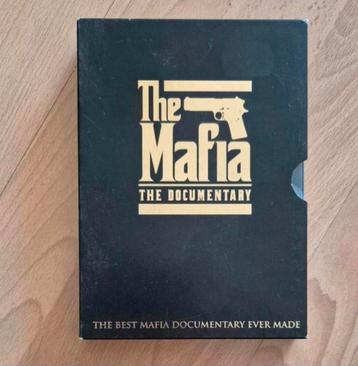 The
Mafia
THE DOCUMENTARY
THE BEST MAFIA DOCUMENTARY EVER MADE